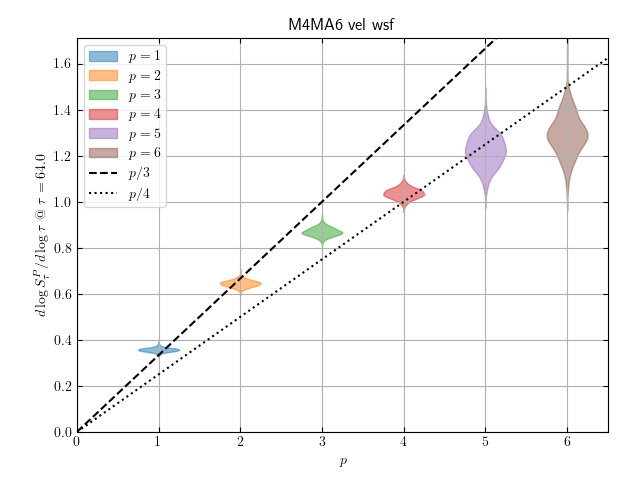 M4MA6 vel wsf
p = 1
p = 2
p = 3
p = 4
p = 5
p = 6
p/3
p/4
d log S_τ^P / d log τ @ τ = 64.0
1.6
1.4
1.2
1.0
0.8
0.6
0.4
0.2
0.0
0 1 2 3 4 5 6
p